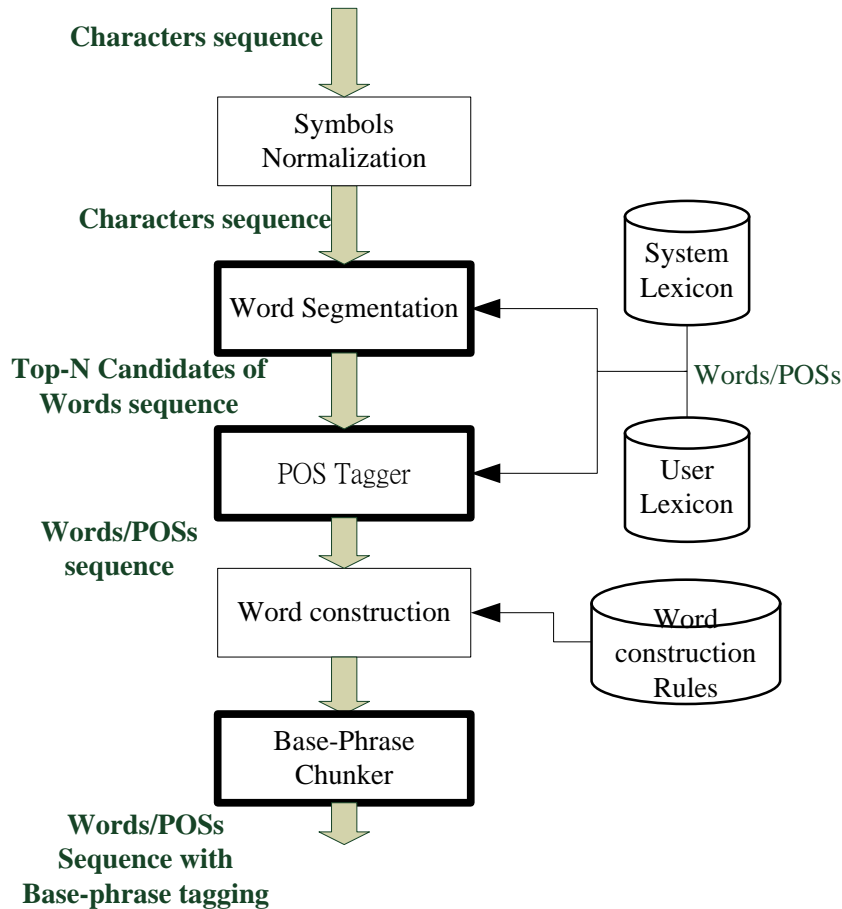 Characters sequence
Symbols
Normalization
Characters sequence
System
Lexicon
Word Segmentation
Top-N Candidates of
Words sequence
Words/POSs
POS Tagger
User
Lexicon
Words/POSs
sequence
Word construction
Word
construction
Rules
Base-Phrase
Chunker
Words/POSs
Sequence with
Base-phrase tagging